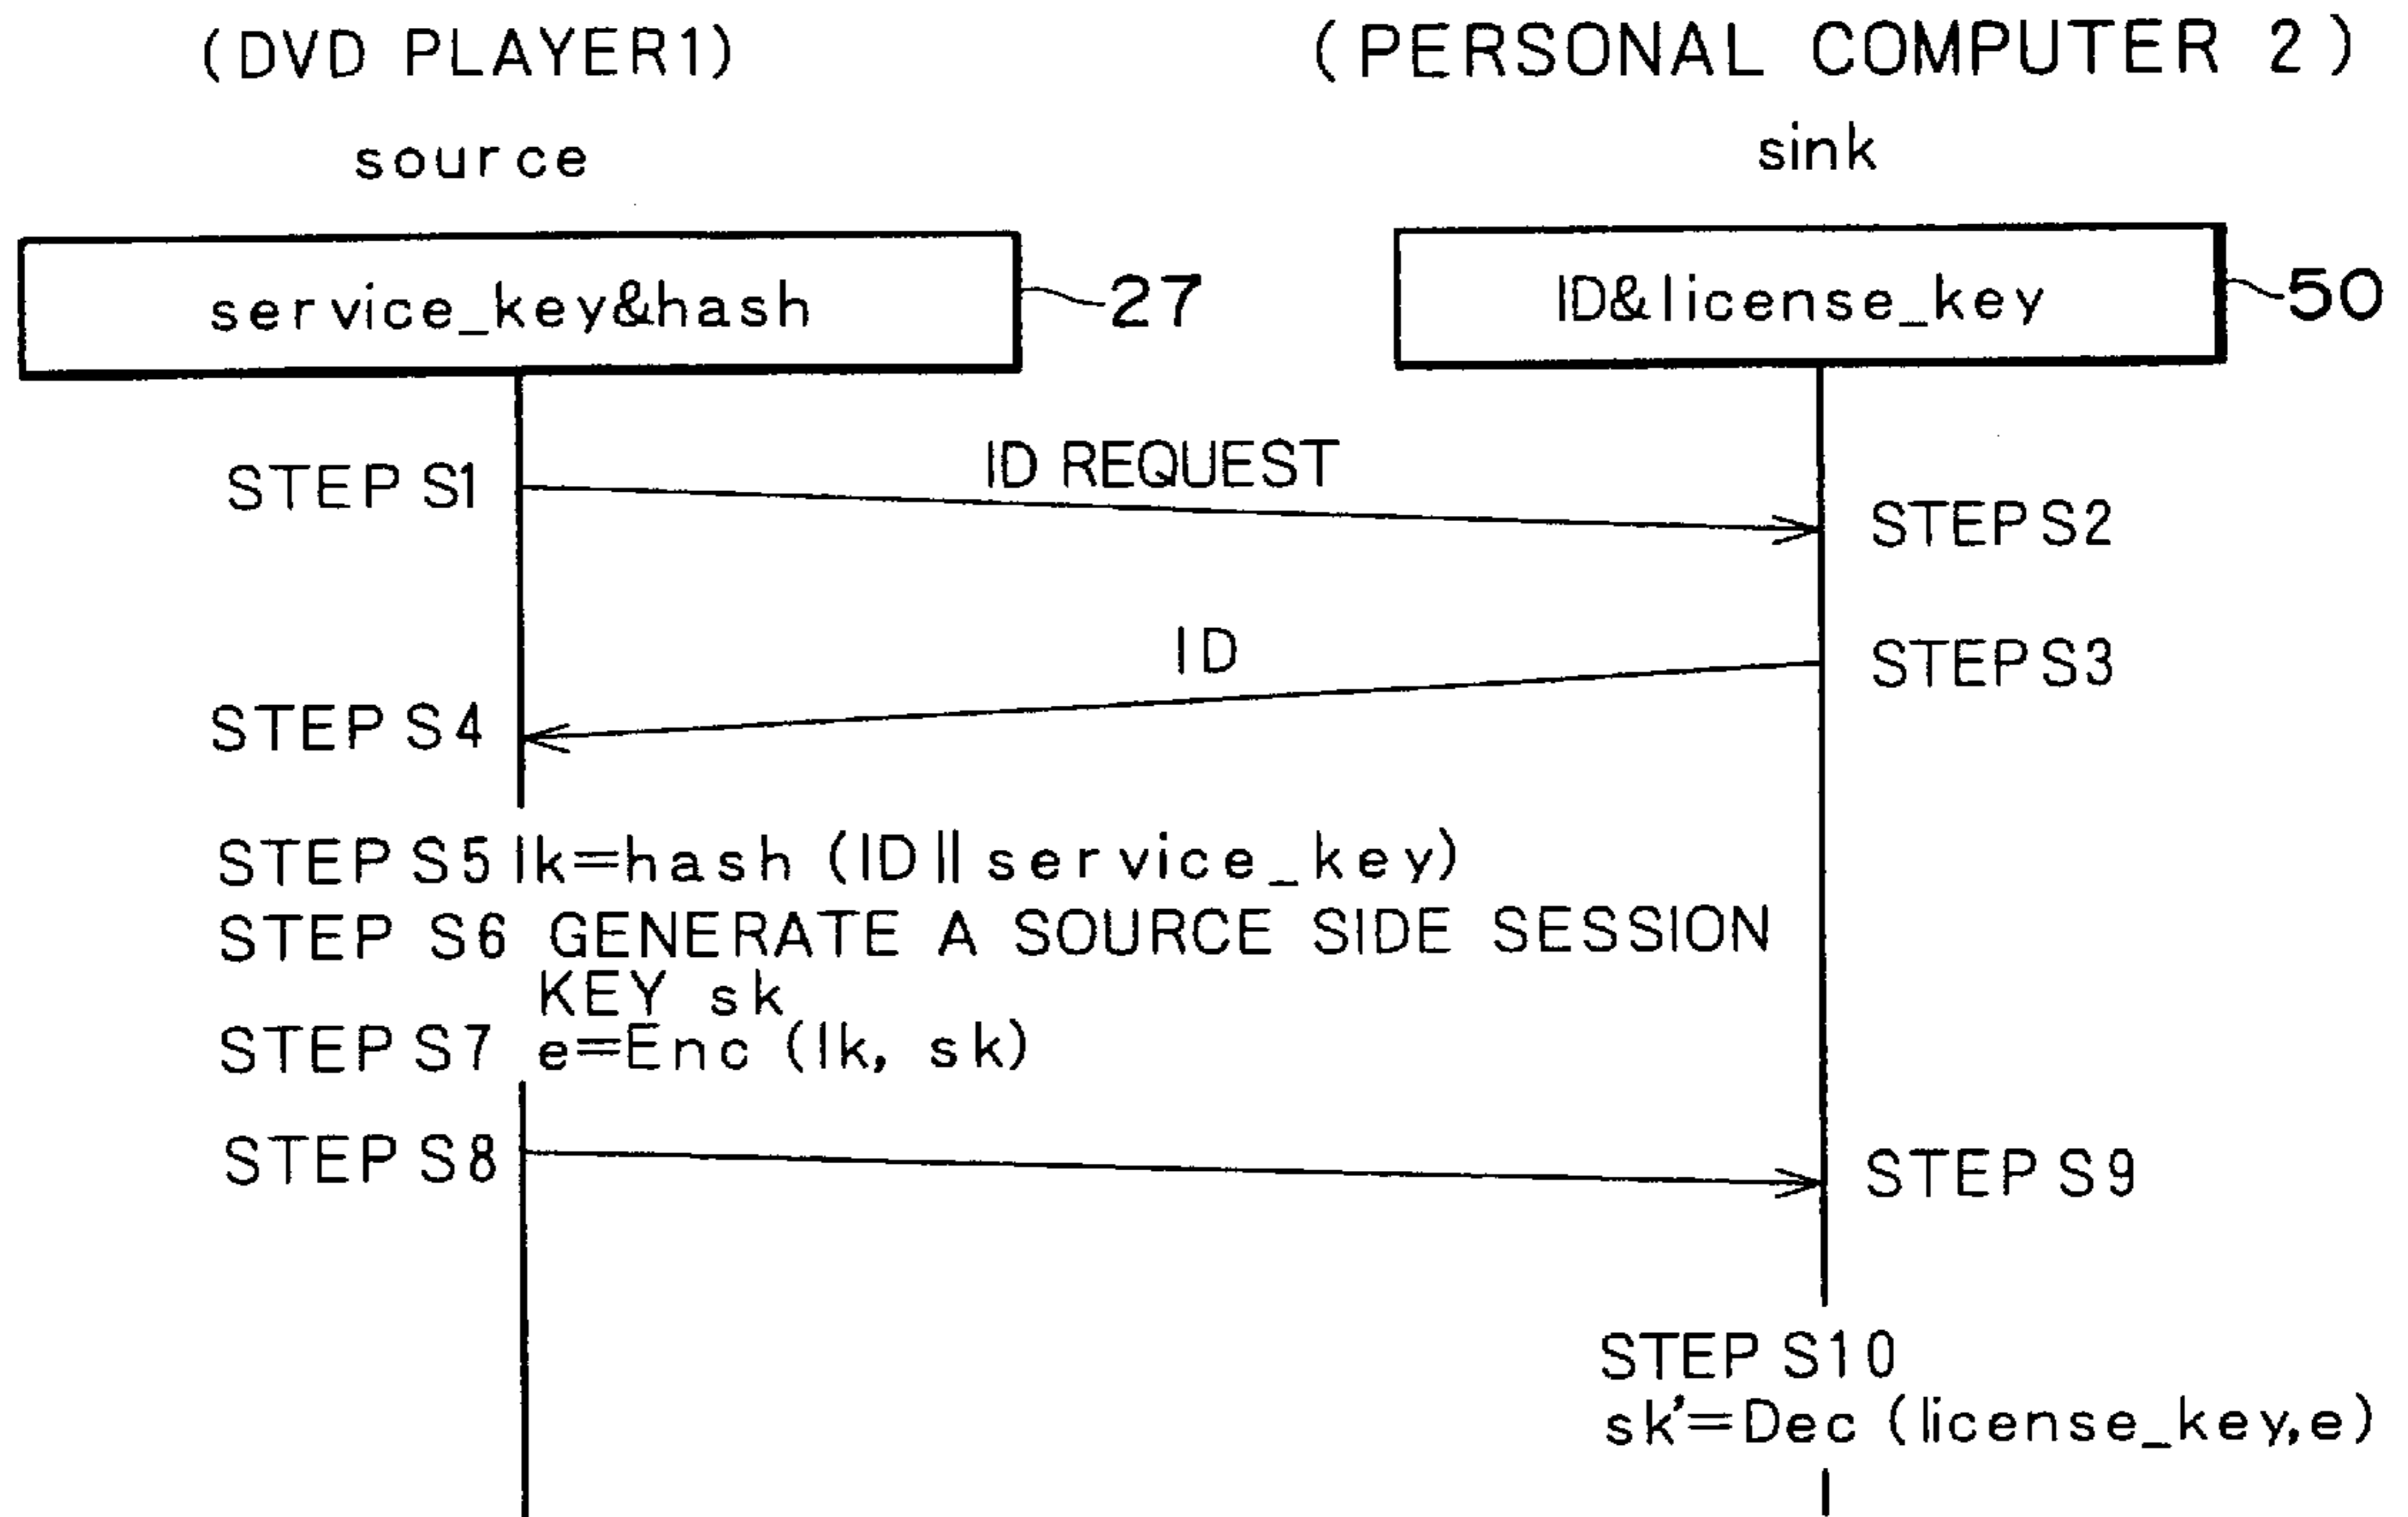 (DVD PLAYER1)
(PERSONAL COMPUTER 2)
source
sink
service_key&hash
27
ID&license_key
50
ID REQUEST
STEP S1
STEP S2
ID
STEP S3
STEP S4
STEP S5 lk=hash (ID || service_key)
STEP S6 GENERATE A SOURCE SIDE SESSION
KEY sk
STEP S7 e=Enc (lk, sk)
STEP S8
STEP S9
STEP S10
sk'=Dec (license_key,e)